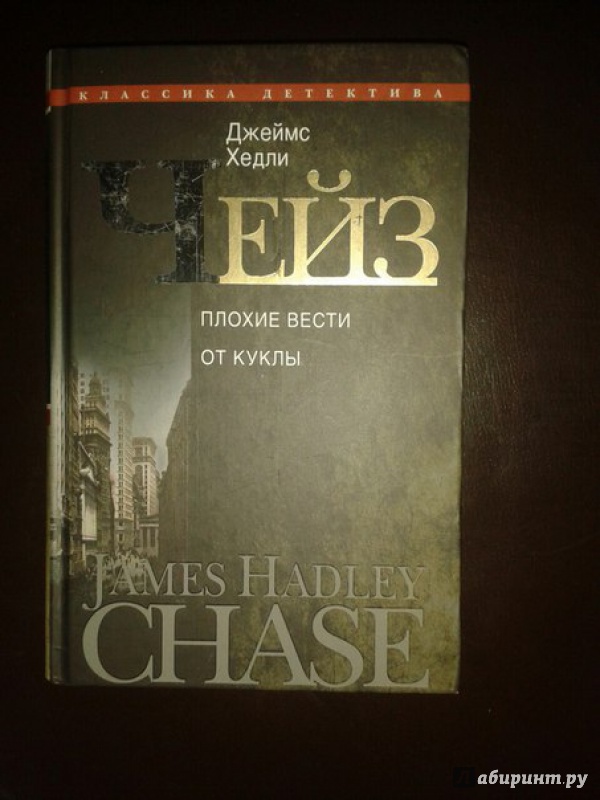 КЛАССИКА ДЕТЕКТИВА
Джеймс
Хедли
ЧЕЙЗ
ПЛОХИЕ ВЕСТИ
ОТ КУКЛЫ
JAMES HADLEY
CHASE
Лабиринт.ру